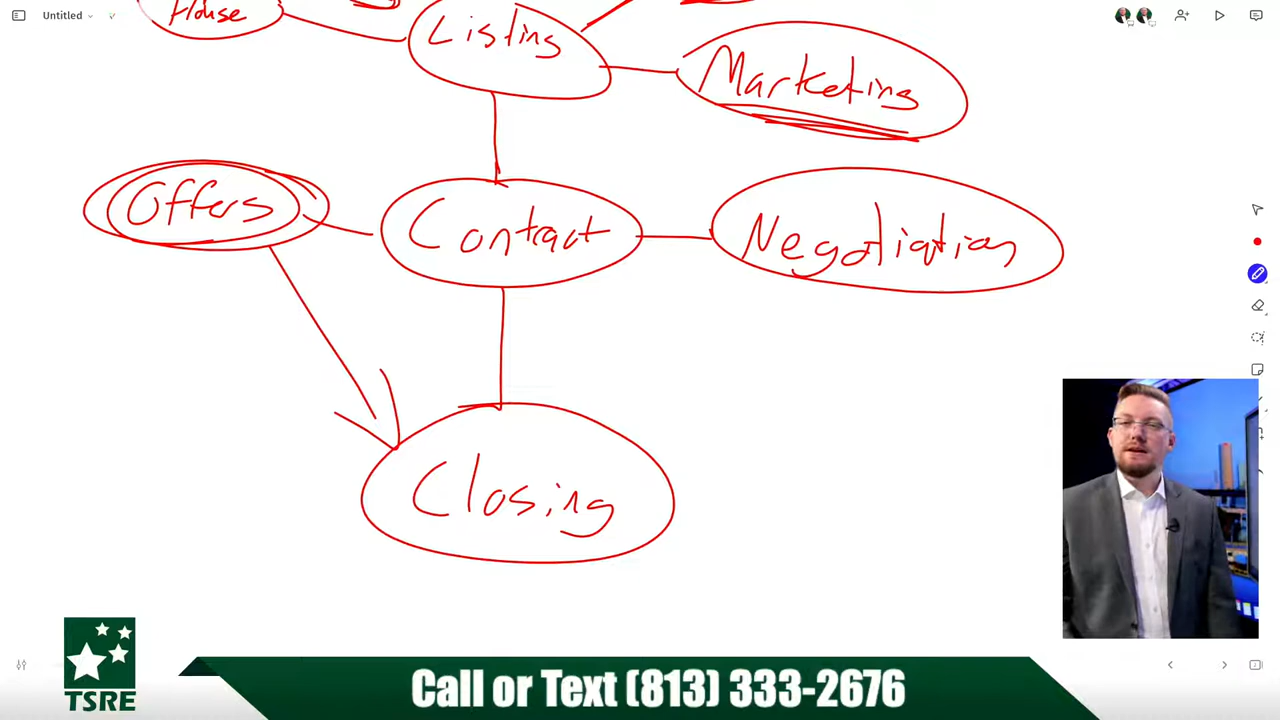 Untitled
House
Listing
Marketing
Offers
Contract
Negotiation
Closing
TSRE
Call or Text (813) 333-2676